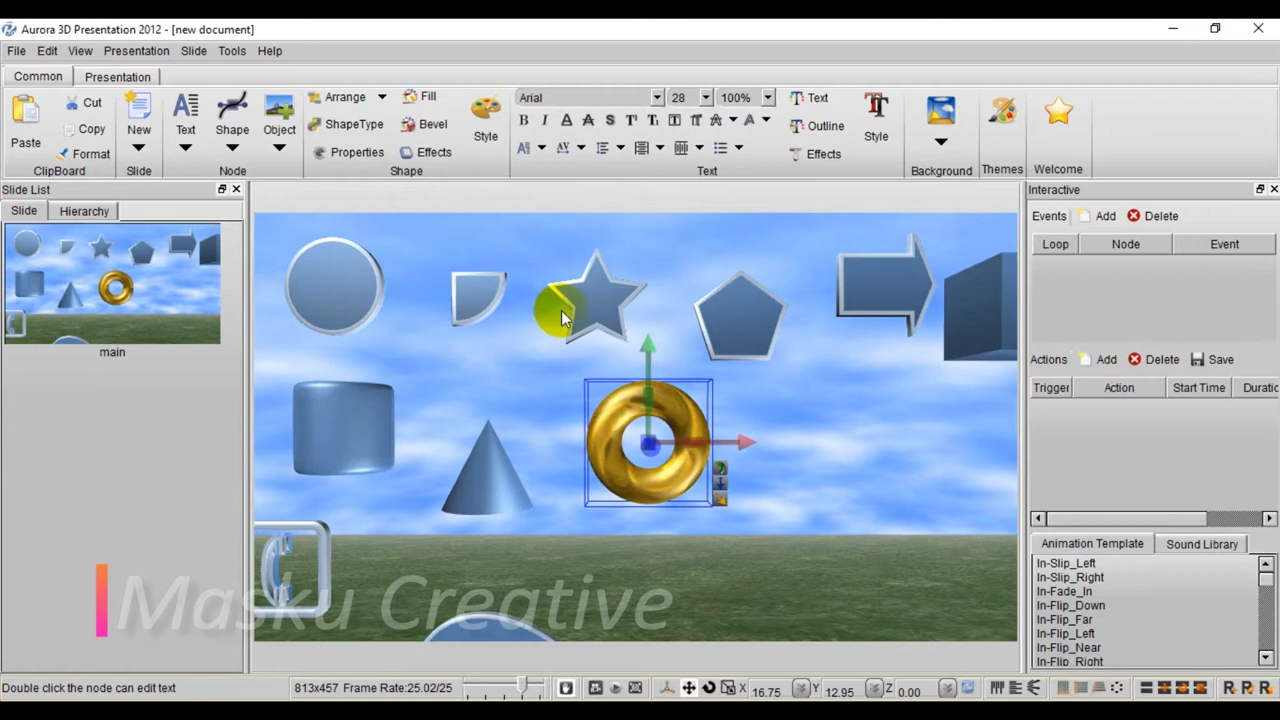 Aurora 3D Presentation 2012 - [new document]
File Edit View Presentation Slide Tools Help
Common Presentation
Paste Cut Copy Format ClipBoard
New Slide
Text Shape Object Node
Arrange ShapeType Properties Fill Bevel Effects Style Shape
Arial 28 100% Text Outline Effects Style Text
Background Themes Welcome
Slide List
Slide Hierarchy
main
Interactive
Events Add Delete
Loop Node Event
Actions Add Delete Save
Trigger Action Start Time Duratio
Animation Template Sound Library
In-Slip_Left
In-Slip_Right
In-Fade_In
In-Flip_Down
In-Flip_Far
In-Flip_Left
In-Flip_Near
In-Flip_Right
Masku Creative
Double click the node can edit text 813x457 Frame Rate:25.02/25 X 16.75 Y 12.95 Z 0.00